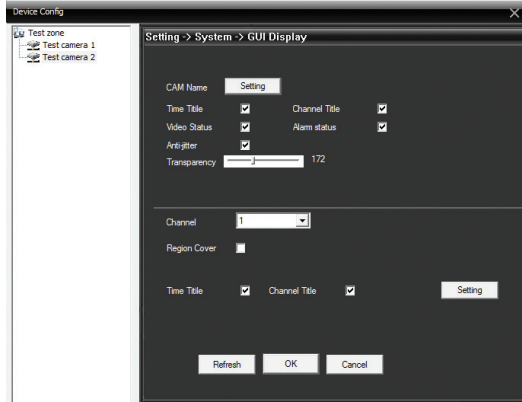 Device Config
Test zone
Test camera 1
Test camera 2
Setting -> System -> GUI Display
CAM Name Setting
Time Titile Channel Title
Video Status Alarm status
Anti-jitter
Transparency 172
Channel 1
Region Cover
Time Titile Channel Title Setting
Refresh OK Cancel